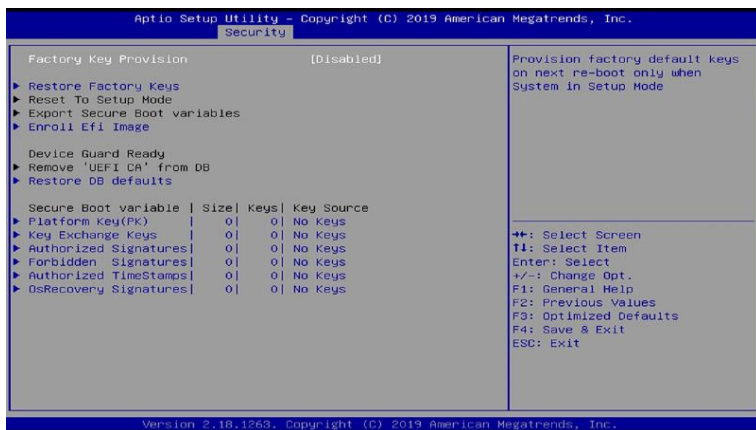 Aptio Setup Utility – Copyright (C) 2019 American Megatrends, Inc.
Security
Factory Key Provision [Disabled]
Restore Factory Keys
Reset To Setup Mode
Export Secure Boot variables
Enroll Efi Image
Device Guard Ready
Remove 'UEFI CA' from DB
Restore DB defaults
Secure Boot variable | Size| Keys| Key Source
Platform Key(PK) | 0| 0| No Keys
Key Exchange Keys | 0| 0| No Keys
Authorized Signatures| 0| 0| No Keys
Forbidden Signatures| 0| 0| No Keys
Authorized TimeStamps| 0| 0| No Keys
OsRecovery Signatures| 0| 0| No Keys
Provision factory default keys
on next re-boot only when
System in Setup Mode
→←: Select Screen
↑↓: Select Item
Enter: Select
+/-: Change Opt.
F1: General Help
F2: Previous Values
F3: Optimized Defaults
F4: Save & Exit
ESC: Exit
Version 2.18.1263. Copyright (C) 2019 American Megatrends, Inc.